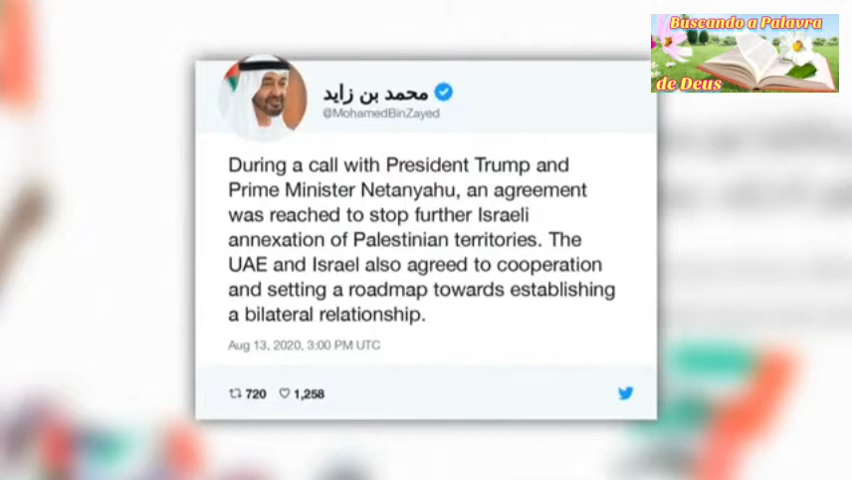 Buscando a Palavra
de Deus
محمد بن زايد
@MohamedBinZayed
During a call with President Trump and
Prime Minister Netanyahu, an agreement
was reached to stop further Israeli
annexation of Palestinian territories. The
UAE and Israel also agreed to cooperation
and setting a roadmap towards establishing
a bilateral relationship.
Aug 13, 2020, 3:00 PM UTC
720 1,258